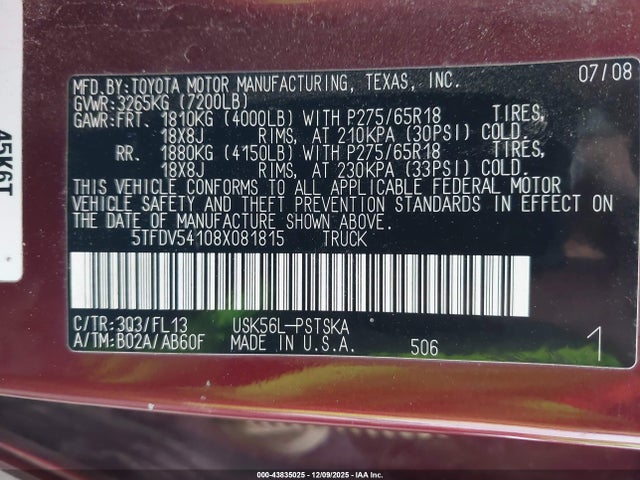 45K6T
MFD.BY:TOYOTA MOTOR MANUFACTURING, TEXAS, INC. 07/08
GVWR:3265KG (7200LB)
GAWR:FRT. 1810KG (4000LB) WITH P275/65R18 TIRES,
18X8J RIMS, AT 210KPA (30PSI) COLD.
RR. 1880KG (4150LB) WITH P275/65R18 TIRES,
18X8J RIMS, AT 230KPA (33PSI) COLD.
THIS VEHICLE CONFORMS TO ALL APPLICABLE FEDERAL MOTOR
VEHICLE SAFETY AND THEFT PREVENTION STANDARDS IN EFFECT ON
THE DATE OF MANUFACTURE SHOWN ABOVE.
5TFDV54108X081815 TRUCK
C/TR:3Q3/FL13 USK56L-PSTSKA
A/TM:B02A/AB60F MADE IN U.S.A. 506 1
000-43835025 - 12/09/2025 - IAA Inc.